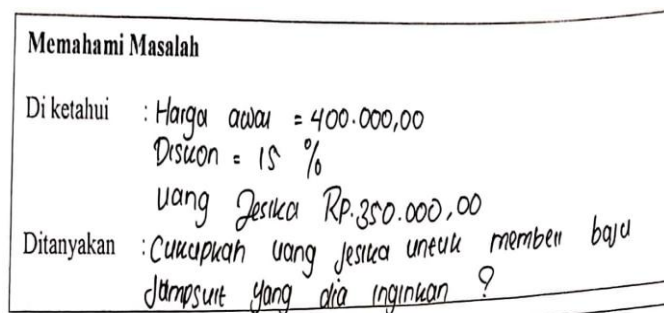 Memahami Masalah
Di ketahui : Harga awal = 400.000,00
Diskon = 15 %
uang Jesika Rp. 350.000,00
Ditanyakan : Cukupkah uang jesika untuk membeli baju
Jumpsuit yang dia inginkan ?